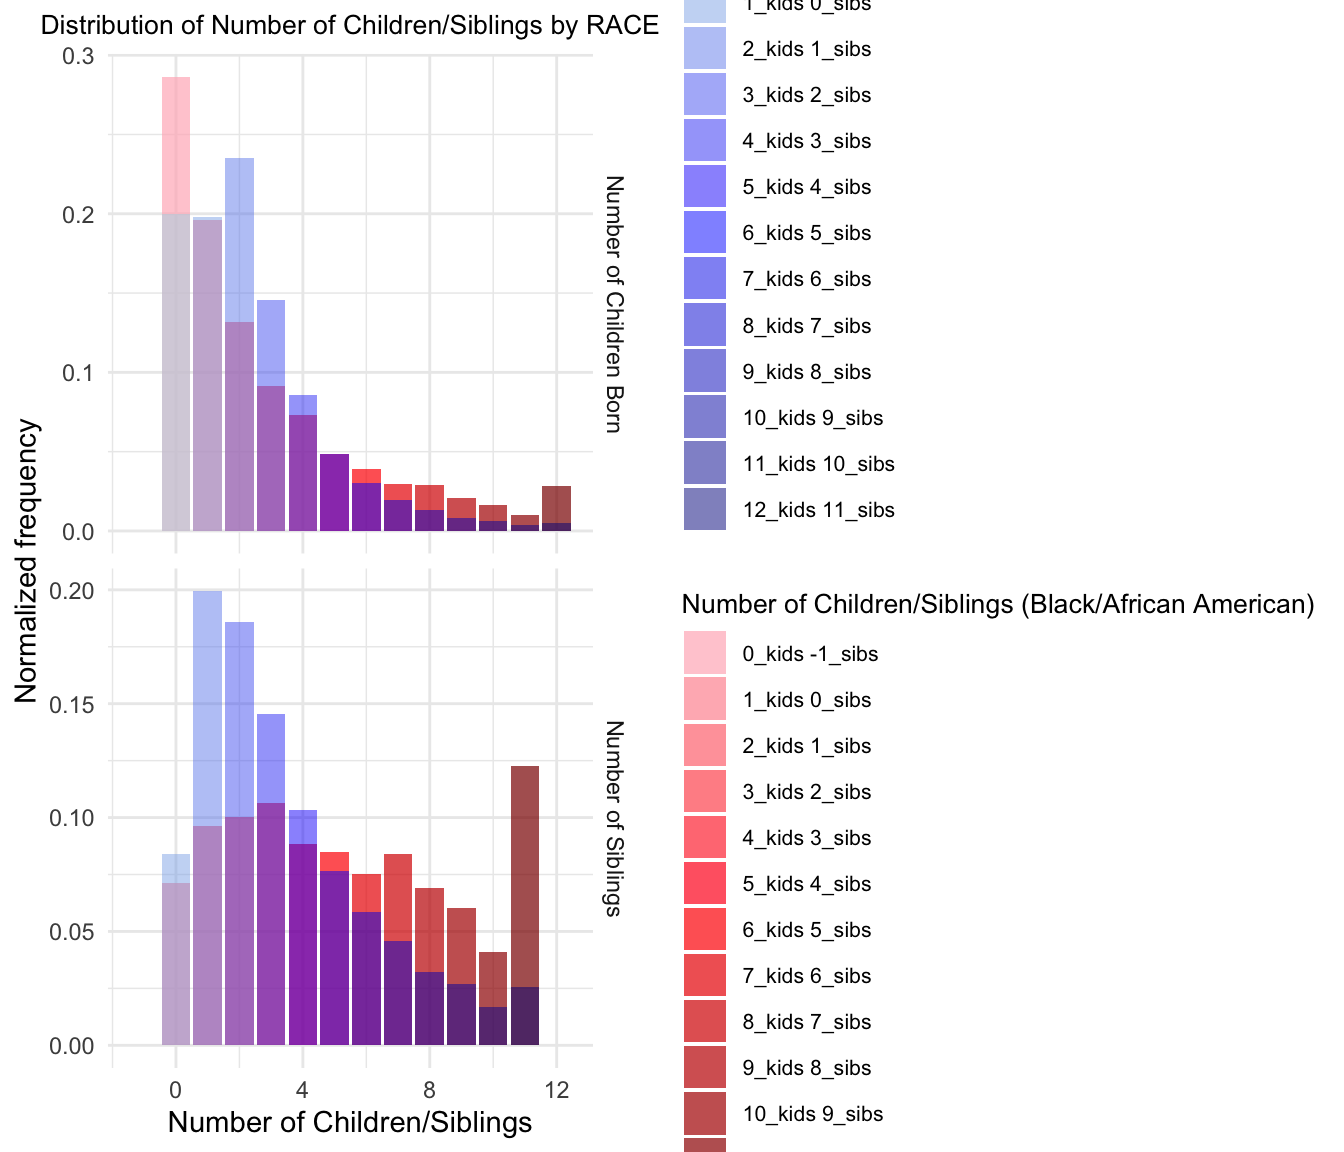 Distribution of Number of Children/Siblings by RACE
Normalized frequency
0.3
0.2
0.1
0.0
Number of Children Born
0.20
0.15
0.10
0.05
0.00
Number of Siblings
0 4 8 12
Number of Children/Siblings
1_kids 0_sibs
2_kids 1_sibs
3_kids 2_sibs
4_kids 3_sibs
5_kids 4_sibs
6_kids 5_sibs
7_kids 6_sibs
8_kids 7_sibs
9_kids 8_sibs
10_kids 9_sibs
11_kids 10_sibs
12_kids 11_sibs
Number of Children/Siblings (Black/African American)
0_kids -1_sibs
1_kids 0_sibs
2_kids 1_sibs
3_kids 2_sibs
4_kids 3_sibs
5_kids 4_sibs
6_kids 5_sibs
7_kids 6_sibs
8_kids 7_sibs
9_kids 8_sibs
10_kids 9_sibs